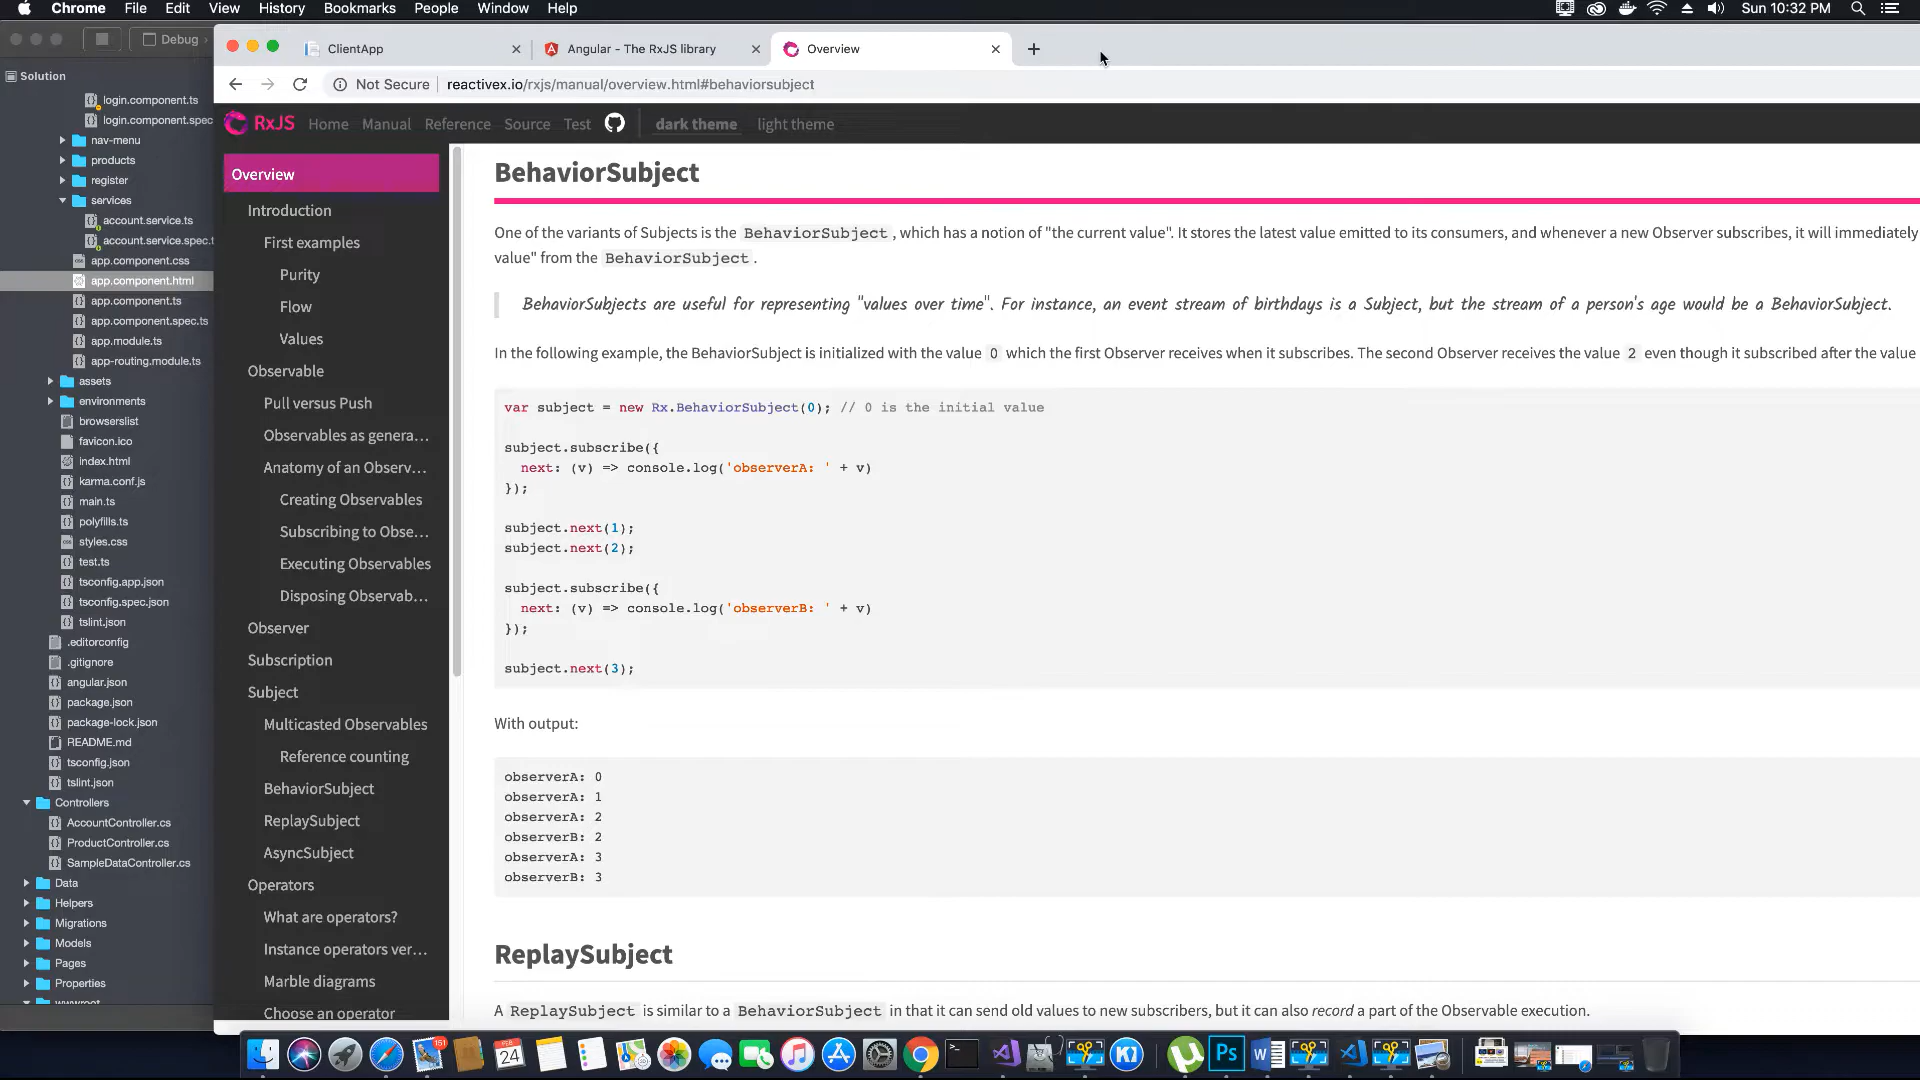 Chrome File Edit View History Bookmarks People Window Help Sun 10:32 PM
Debug
ClientApp Angular - The RxJS library Overview
Solution
Not Secure reactivex.io/rxjs/manual/overview.html#behaviorsubject
RxJS Home Manual Reference Source Test dark theme light theme
login.component.ts
login.component.spec
nav-menu
products
register
services
account.service.ts
account.service.spec.t
app.component.css
app.component.html
app.component.ts
app.component.spec.ts
app.module.ts
app-routing.module.ts
assets
environments
browserslist
favicon.ico
index.html
karma.conf.js
main.ts
polyfills.ts
styles.css
test.ts
tsconfig.app.json
tsconfig.spec.json
tslint.json
.editorconfig
.gitignore
angular.json
package.json
package-lock.json
README.md
tsconfig.json
tslint.json
Controllers
AccountController.cs
ProductController.cs
SampleDataController.cs
Data
Helpers
Migrations
Models
Pages
Properties
wwwroot
Overview
Introduction
First examples
Purity
Flow
Values
Observable
Pull versus Push
Observables as genera...
Anatomy of an Observ...
Creating Observables
Subscribing to Obse...
Executing Observables
Disposing Observab...
Observer
Subscription
Subject
Multicasted Observables
Reference counting
BehaviorSubject
ReplaySubject
AsyncSubject
Operators
What are operators?
Instance operators ver...
Marble diagrams
Choose an operator
BehaviorSubject
One of the variants of Subjects is the BehaviorSubject, which has a notion of "the current value". It stores the latest value emitted to its consumers, and whenever a new Observer subscribes, it will immediately
value" from the BehaviorSubject.
BehaviorSubjects are useful for representing "values over time". For instance, an event stream of birthdays is a Subject, but the stream of a person's age would be a BehaviorSubject.
In the following example, the BehaviorSubject is initialized with the value 0 which the first Observer receives when it subscribes. The second Observer receives the value 2 even though it subscribed after the value
var subject = new Rx.BehaviorSubject(0); // 0 is the initial value
subject.subscribe({
next: (v) => console.log('observerA: ' + v)
});
subject.next(1);
subject.next(2);
subject.subscribe({
next: (v) => console.log('observerB: ' + v)
});
subject.next(3);
With output:
observerA: 0
observerA: 1
observerA: 2
observerB: 2
observerA: 3
observerB: 3
ReplaySubject
A ReplaySubject is similar to a BehaviorSubject in that it can send old values to new subscribers, but it can also record a part of the Observable execution.
151
FEB
24
Ps